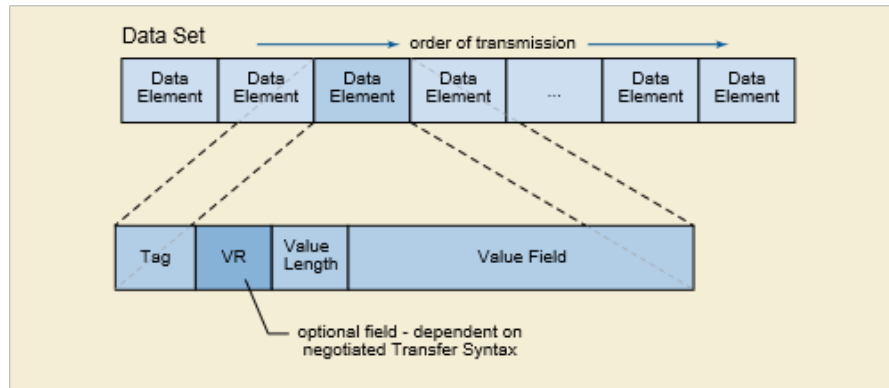 Data Set
order of transmission
Data Element
Data Element
Data Element
Data Element
...
Data Element
Data Element
Tag
VR
Value Length
Value Field
optional field - dependent on
negotiated Transfer Syntax